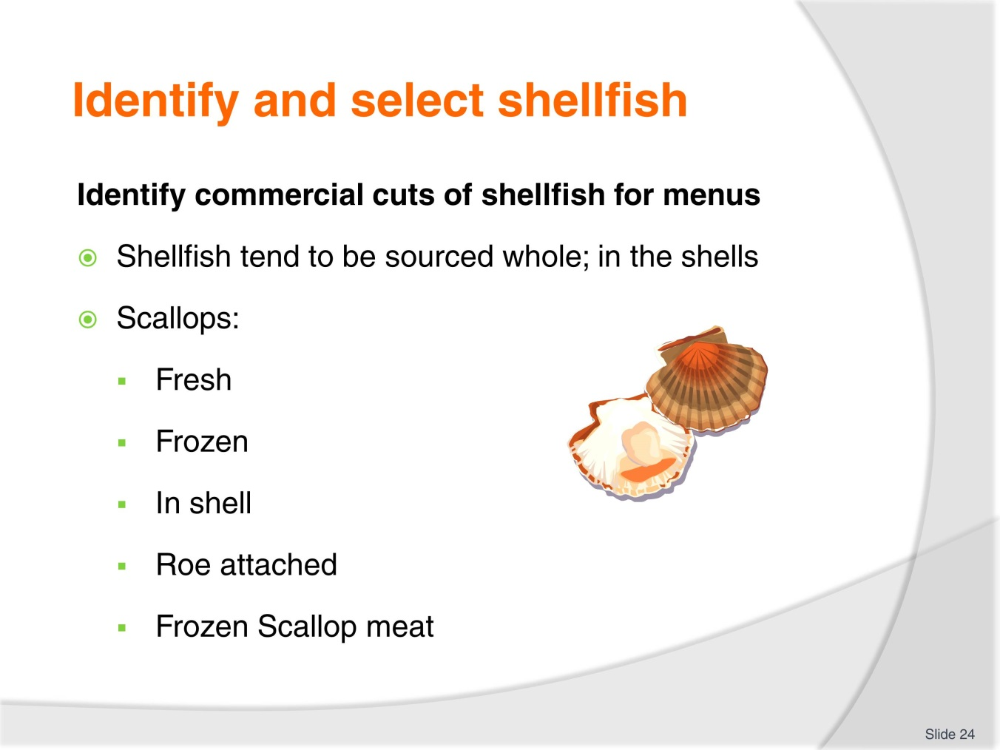 Identify and select shellfish
Identify commercial cuts of shellfish for menus
Shellfish tend to be sourced whole; in the shells
Scallops:
Fresh
Frozen
In shell
Roe attached
Frozen Scallop meat
Slide 24